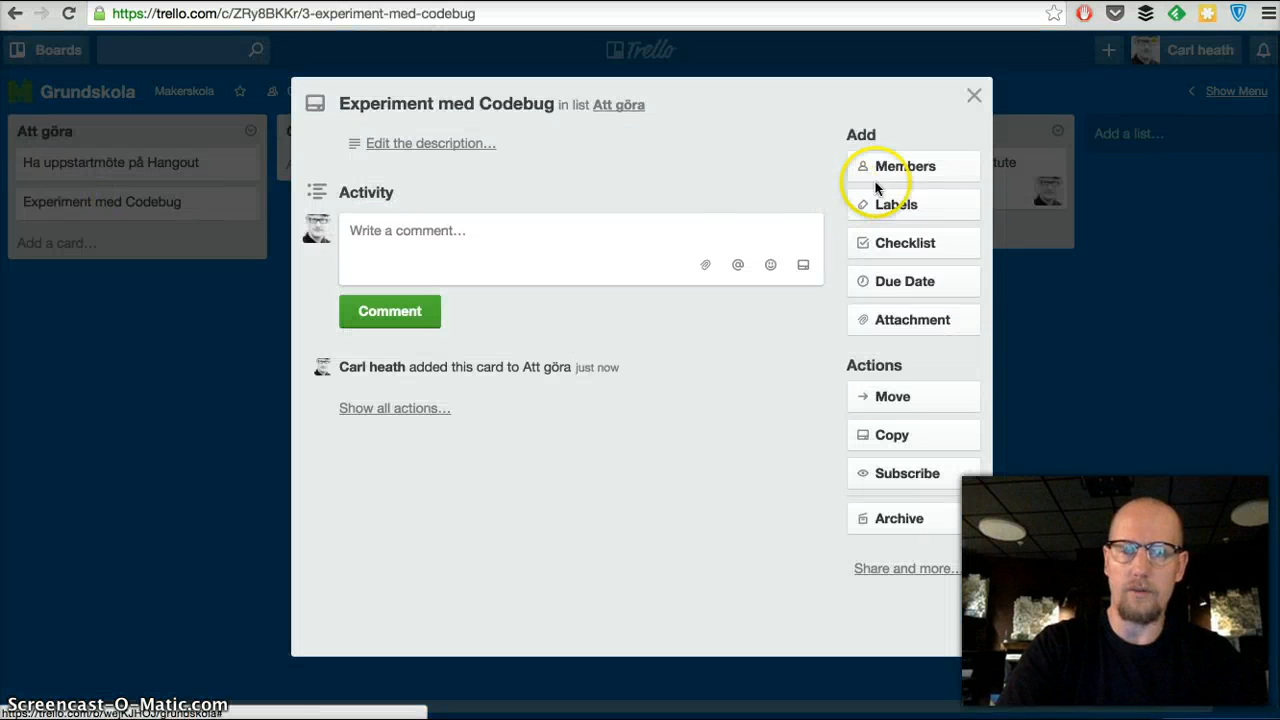 https://trello.com/c/ZRy8BKKr/3-experiment-med-codebug
Boards
Trello
Carl heath
Grundskola
Makerskola
Show Menu
Att göra
Ha uppstartmöte på Hangout
Experiment med Codebug
Add a card…
Experiment med Codebug in list Att göra
Edit the description…
Activity
Write a comment…
Comment
Carl heath added this card to Att göra just now
Show all actions…
Add
Members
Labels
Checklist
Due Date
Attachment
Actions
Move
Copy
Subscribe
Archive
Share and more…
Add a list…
Screencast-O-Matic.com